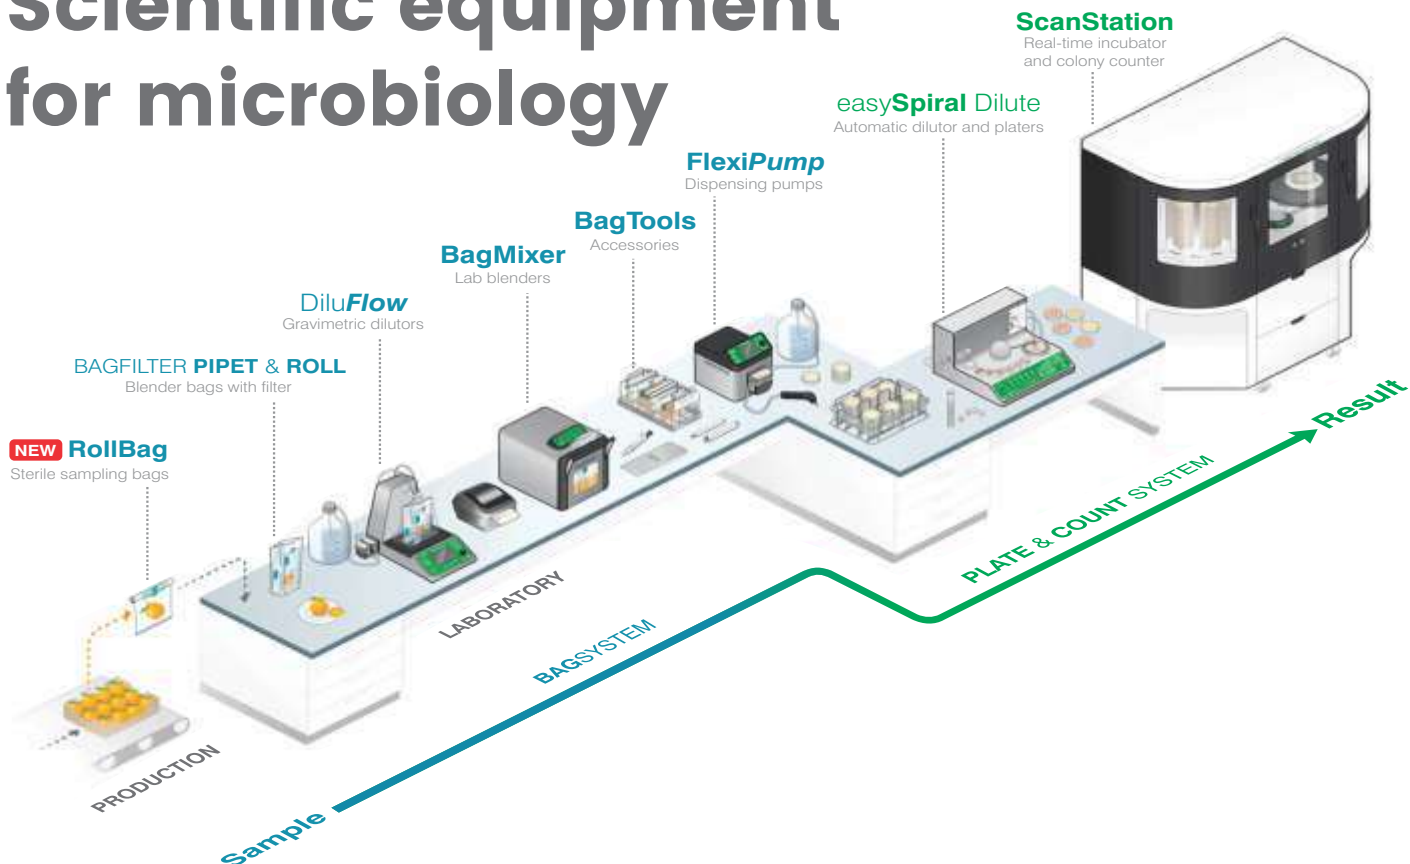 Scientific equipment
for microbiology
ScanStation
Real-time incubator
and colony counter
easySpiral Dilute
Automatic dilutor and platers
FlexiPump
Dispensing pumps
BagTools
Accessories
BagMixer
Lab blenders
DiluFlow
Gravimetric dilutors
BAGFILTER PIPET & ROLL
Blender bags with filter
NEW RollBag
Sterile sampling bags
PRODUCTION
LABORATORY
Sample
BAGSYSTEM
PLATE & COUNT SYSTEM
Result